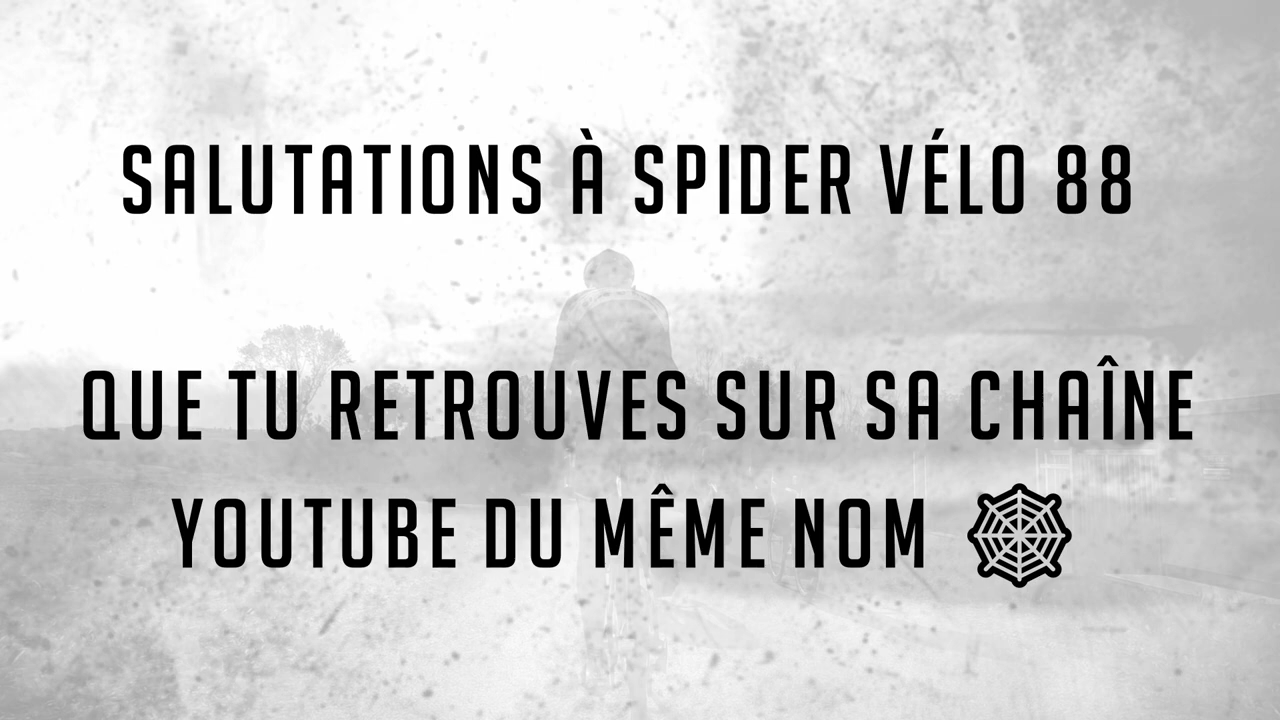 SALUTATIONS À SPIDER VÉLO 88
QUE TU RETROUVES SUR SA CHAÎNE
YOUTUBE DU MÊME NOM